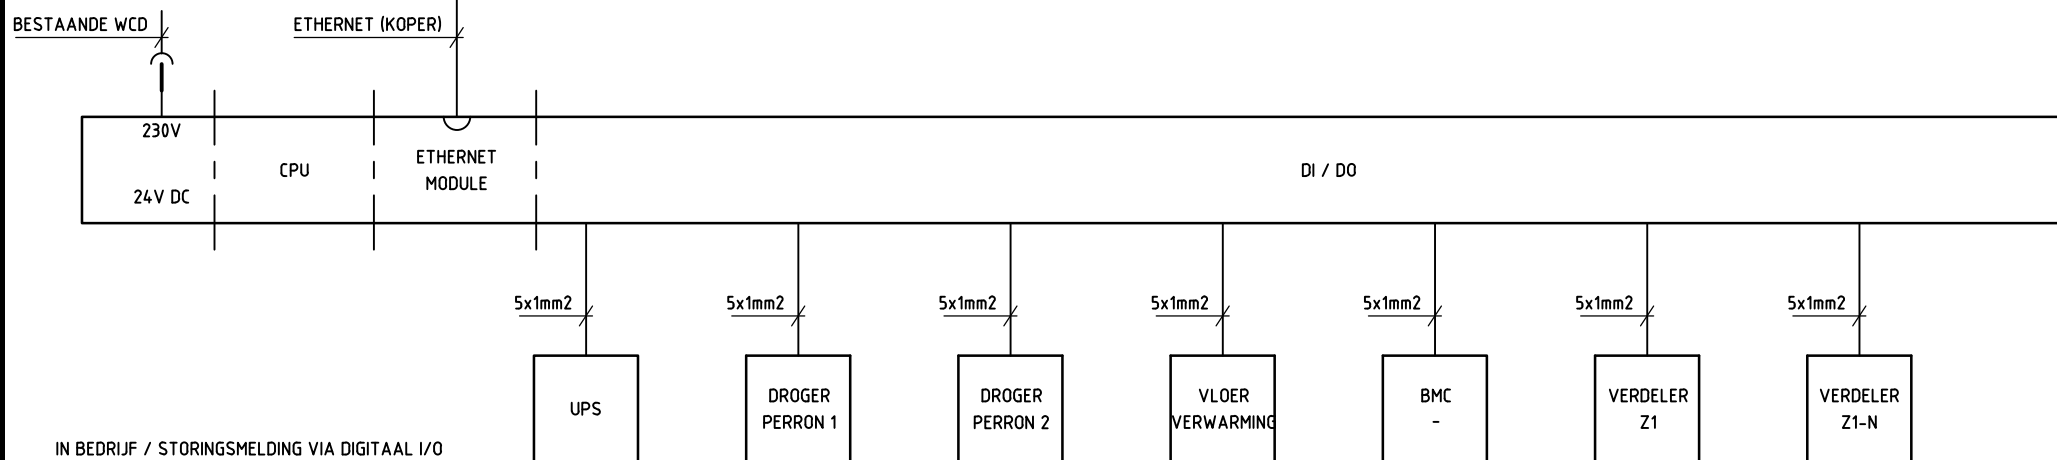 BESTAANDE WCD
ETHERNET (KOPER)
230V
24V DC
CPU
ETHERNET
MODULE
DI / DO
5x1mm2
5x1mm2
5x1mm2
5x1mm2
5x1mm2
5x1mm2
5x1mm2
UPS
DROGER
PERRON 1
DROGER
PERRON 2
VLOER
VERWARMING
BMC
-
VERDELER
Z1
VERDELER
Z1-N
IN BEDRIJF / STORINGSMELDING VIA DIGITAAL I/O